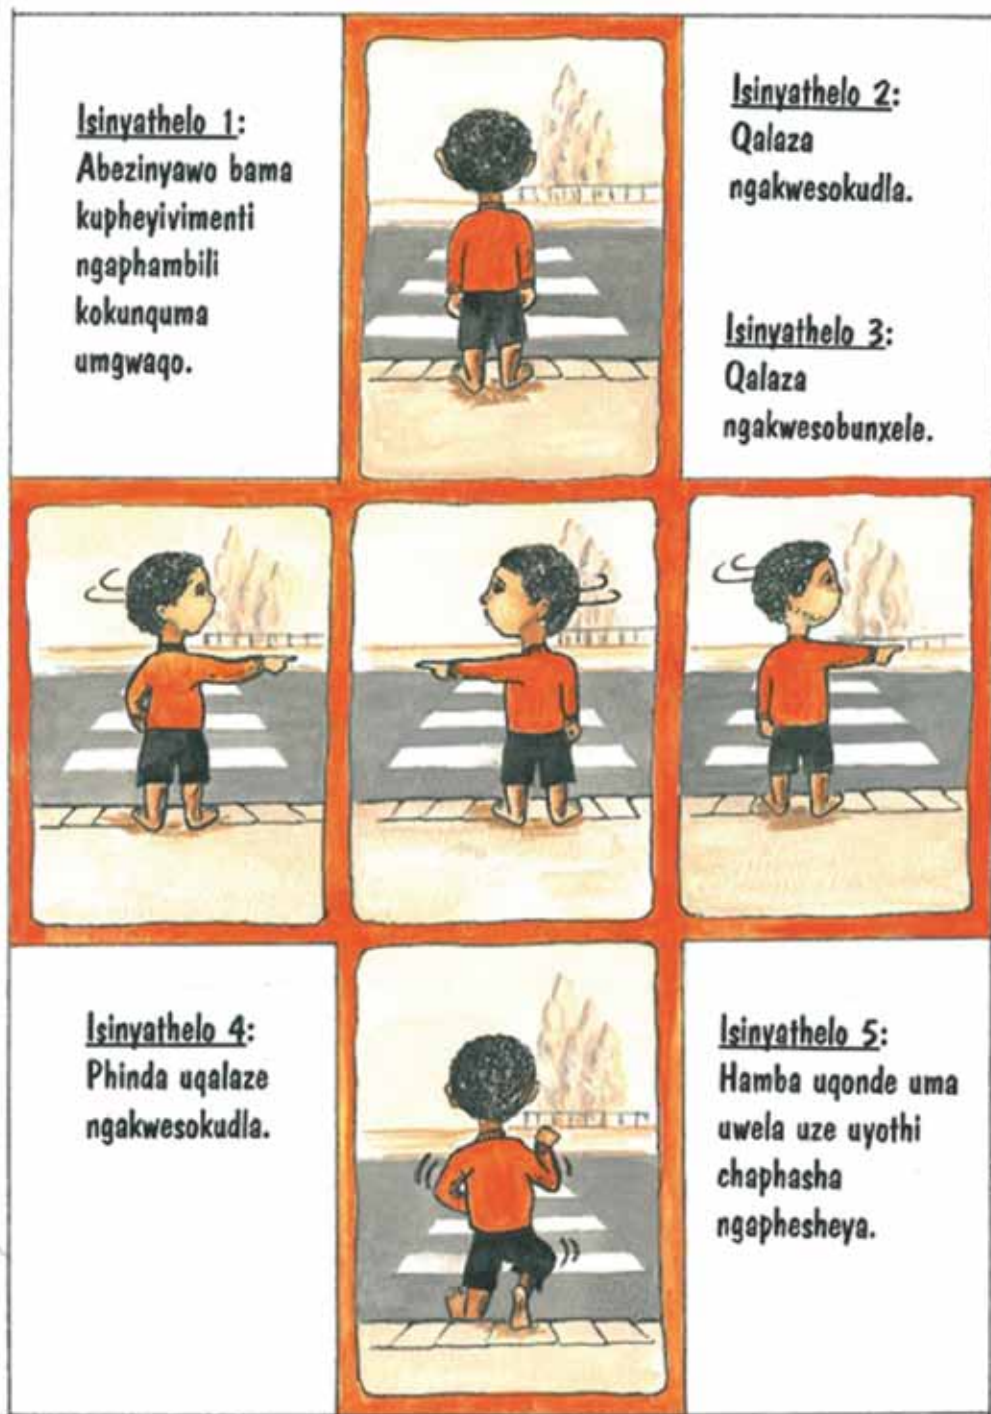 Isinyathelo 1:
Abezinyawo bama
kupheyivimenti
ngaphambili
kokunquma
umgwaqo.
Isinyathelo 2:
Qalaza
ngakwesokudla.
Isinyathelo 3:
Qalaza
ngakwesobunxele.
Isinyathelo 4:
Phinda uqalaze
ngakwesokudla.
Isinyathelo 5:
Hamba uqonde uma
uwela uze uyothi
chaphasha
ngaphesheya.